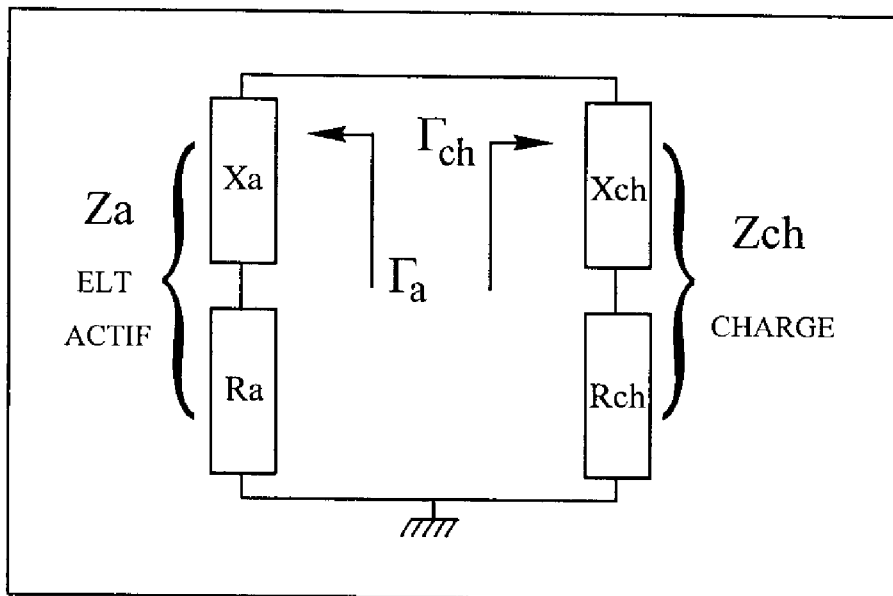 Xa
Za
ELT
ACTIF
Ra
Γa
Γch
Xch
Zch
CHARGE
Rch